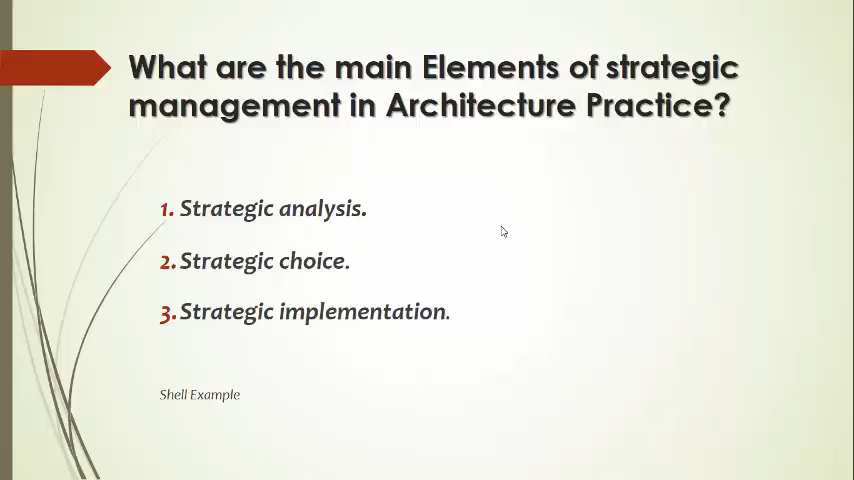 What are the main Elements of strategic
management in Architecture Practice?
1. Strategic analysis.
2. Strategic choice.
3. Strategic implementation.
Shell Example